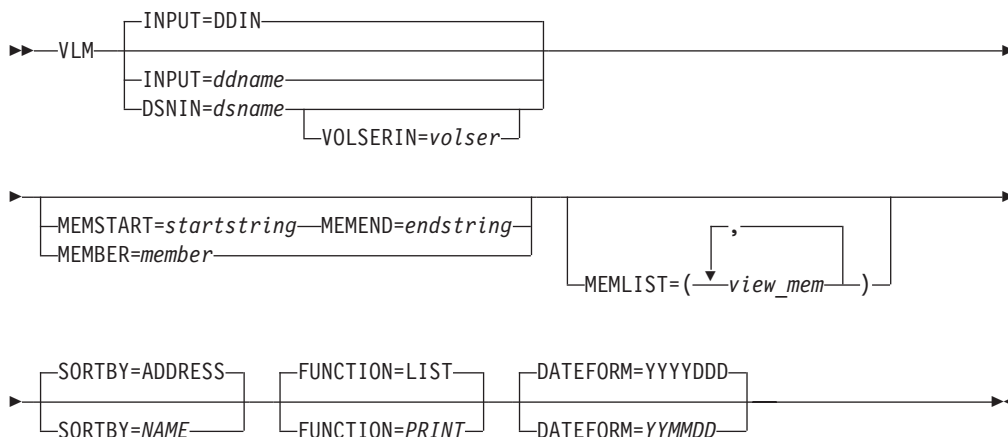 INPUT=DDIN
VLM
INPUT=ddname
DSNIN=dsname
VOLSERIN=volser
MEMSTART=startstring MEMEND=endstring
MEMBER=member
,
MEMLIST=( view_mem )
SORTBY=ADDRESS FUNCTION=LIST DATEFORM=YYYYDDD
SORTBY=NAME FUNCTION=PRINT DATEFORM=YYMMDD